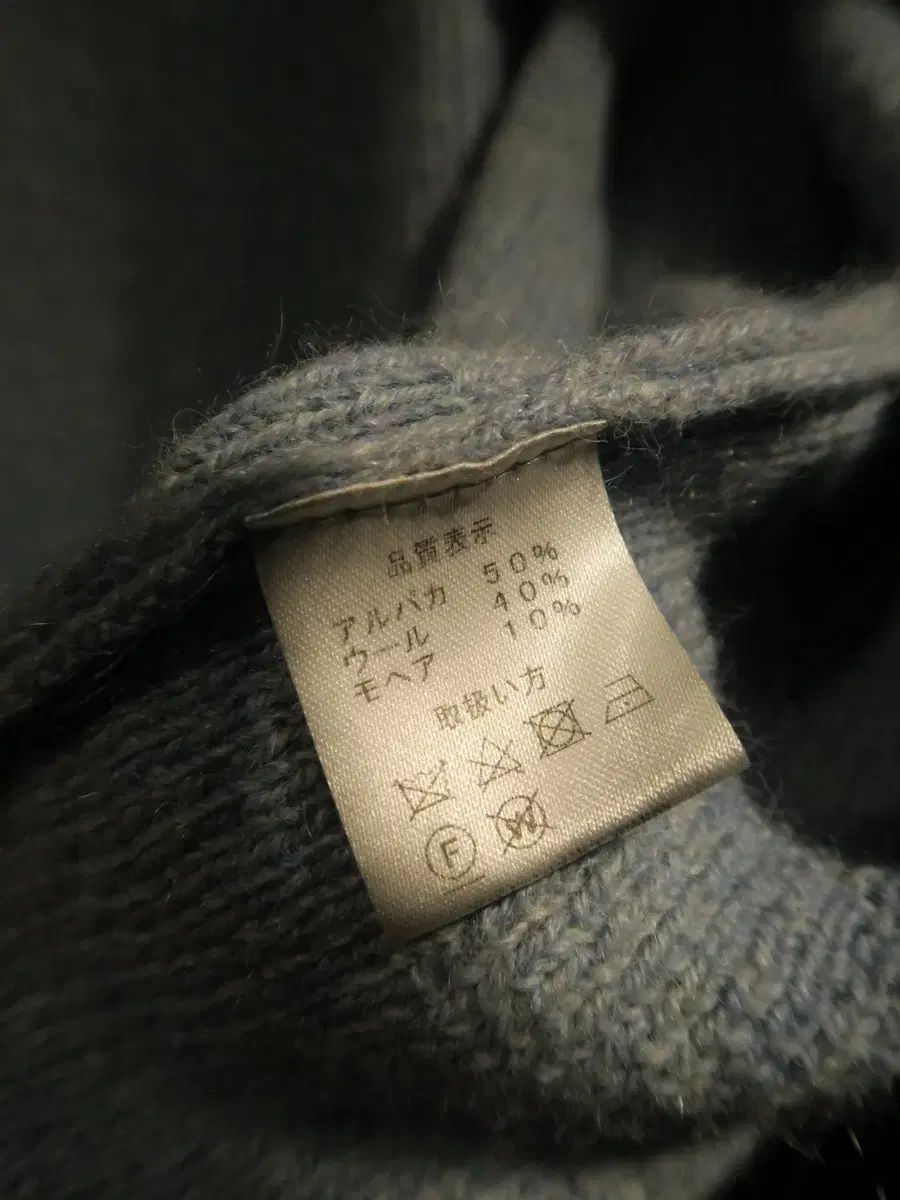 品質表示
アルパカ 50%
ウール 40%
モヘア 10%
取扱い方
F W